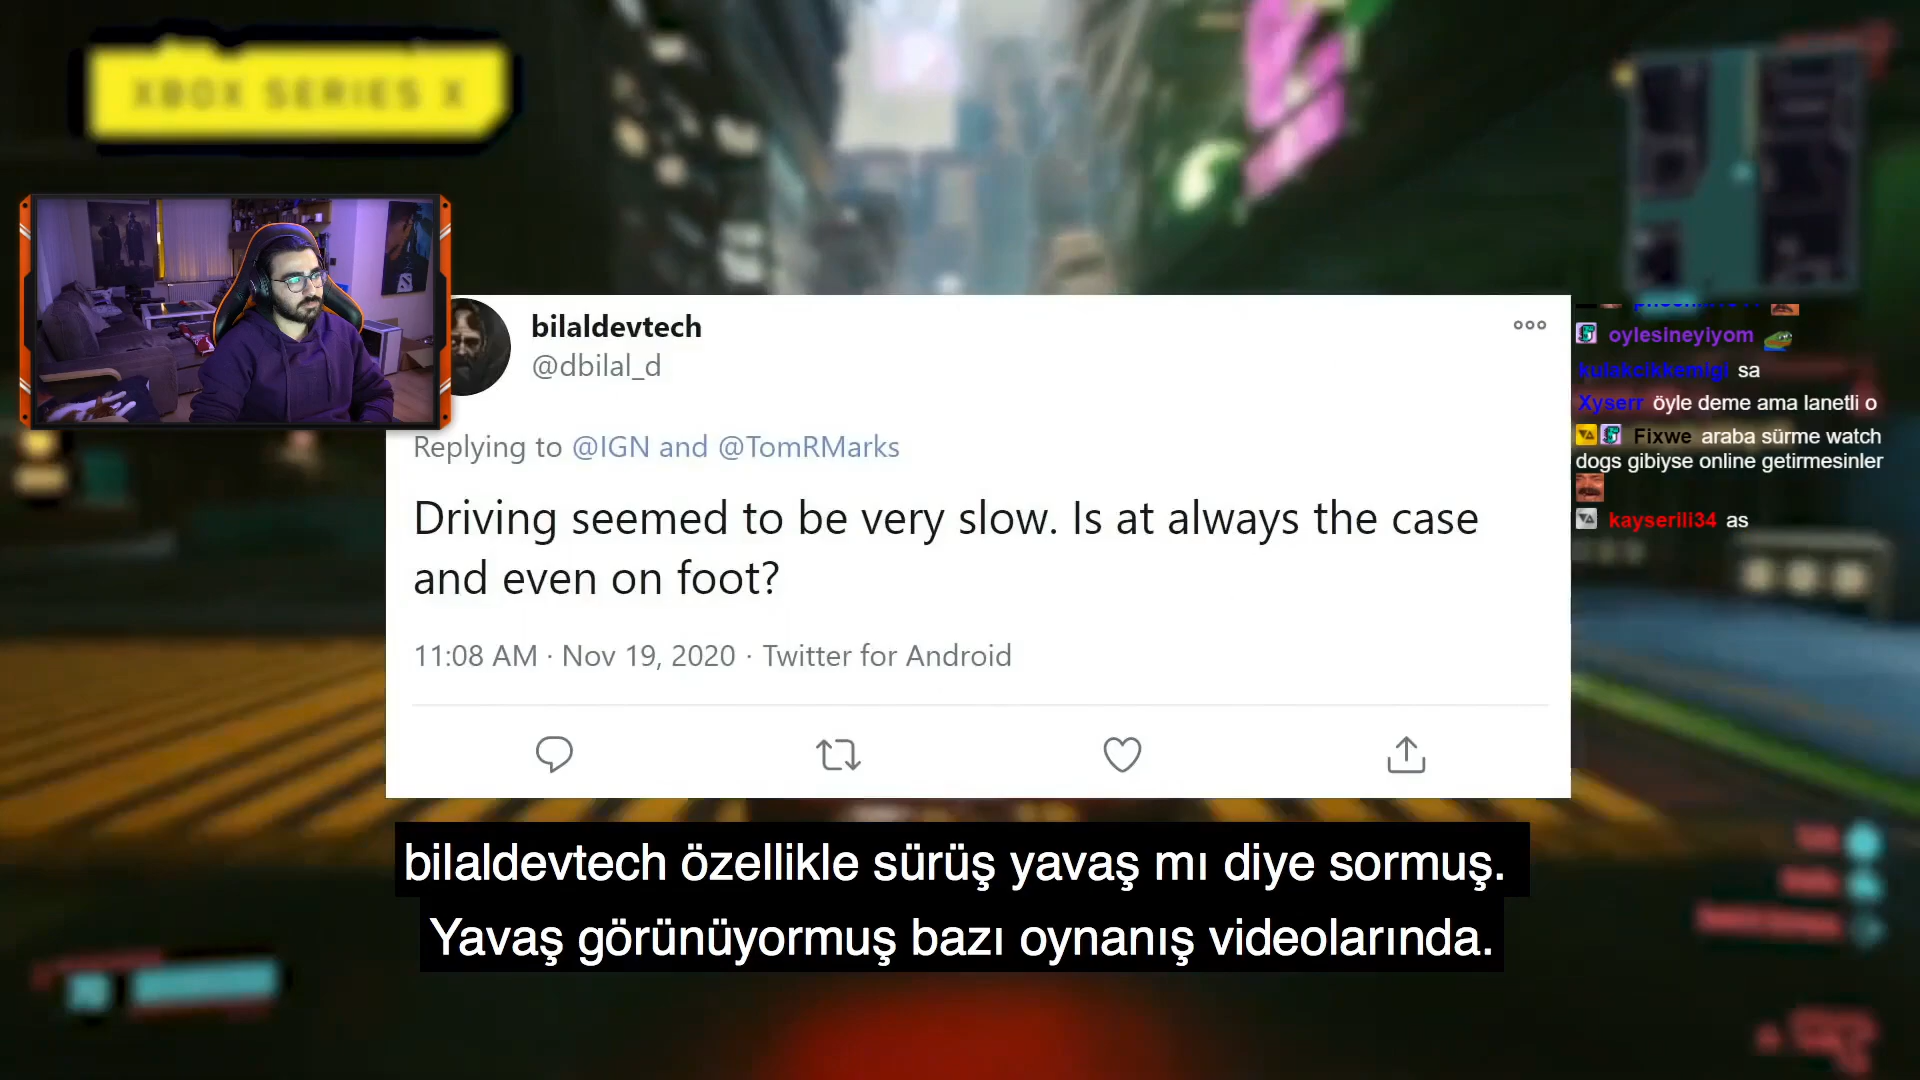 XBOX SERIES X
bilaldevtech
@dbilal_d
Replying to @IGN and @TomRMarks
Driving seemed to be very slow. Is at always the case
and even on foot?
11:08 AM · Nov 19, 2020 · Twitter for Android
oylesineyiyom
kulakcikkemigi sa
Xyserr öyle deme ama lanetli o
Fixwe araba sürme watch
dogs gibiyse online getirmesinler
kayserili34 as
bilaldevtech özellikle sürüş yavaş mı diye sormuş.
Yavaş görünüyormuş bazı oynanış videolarında.